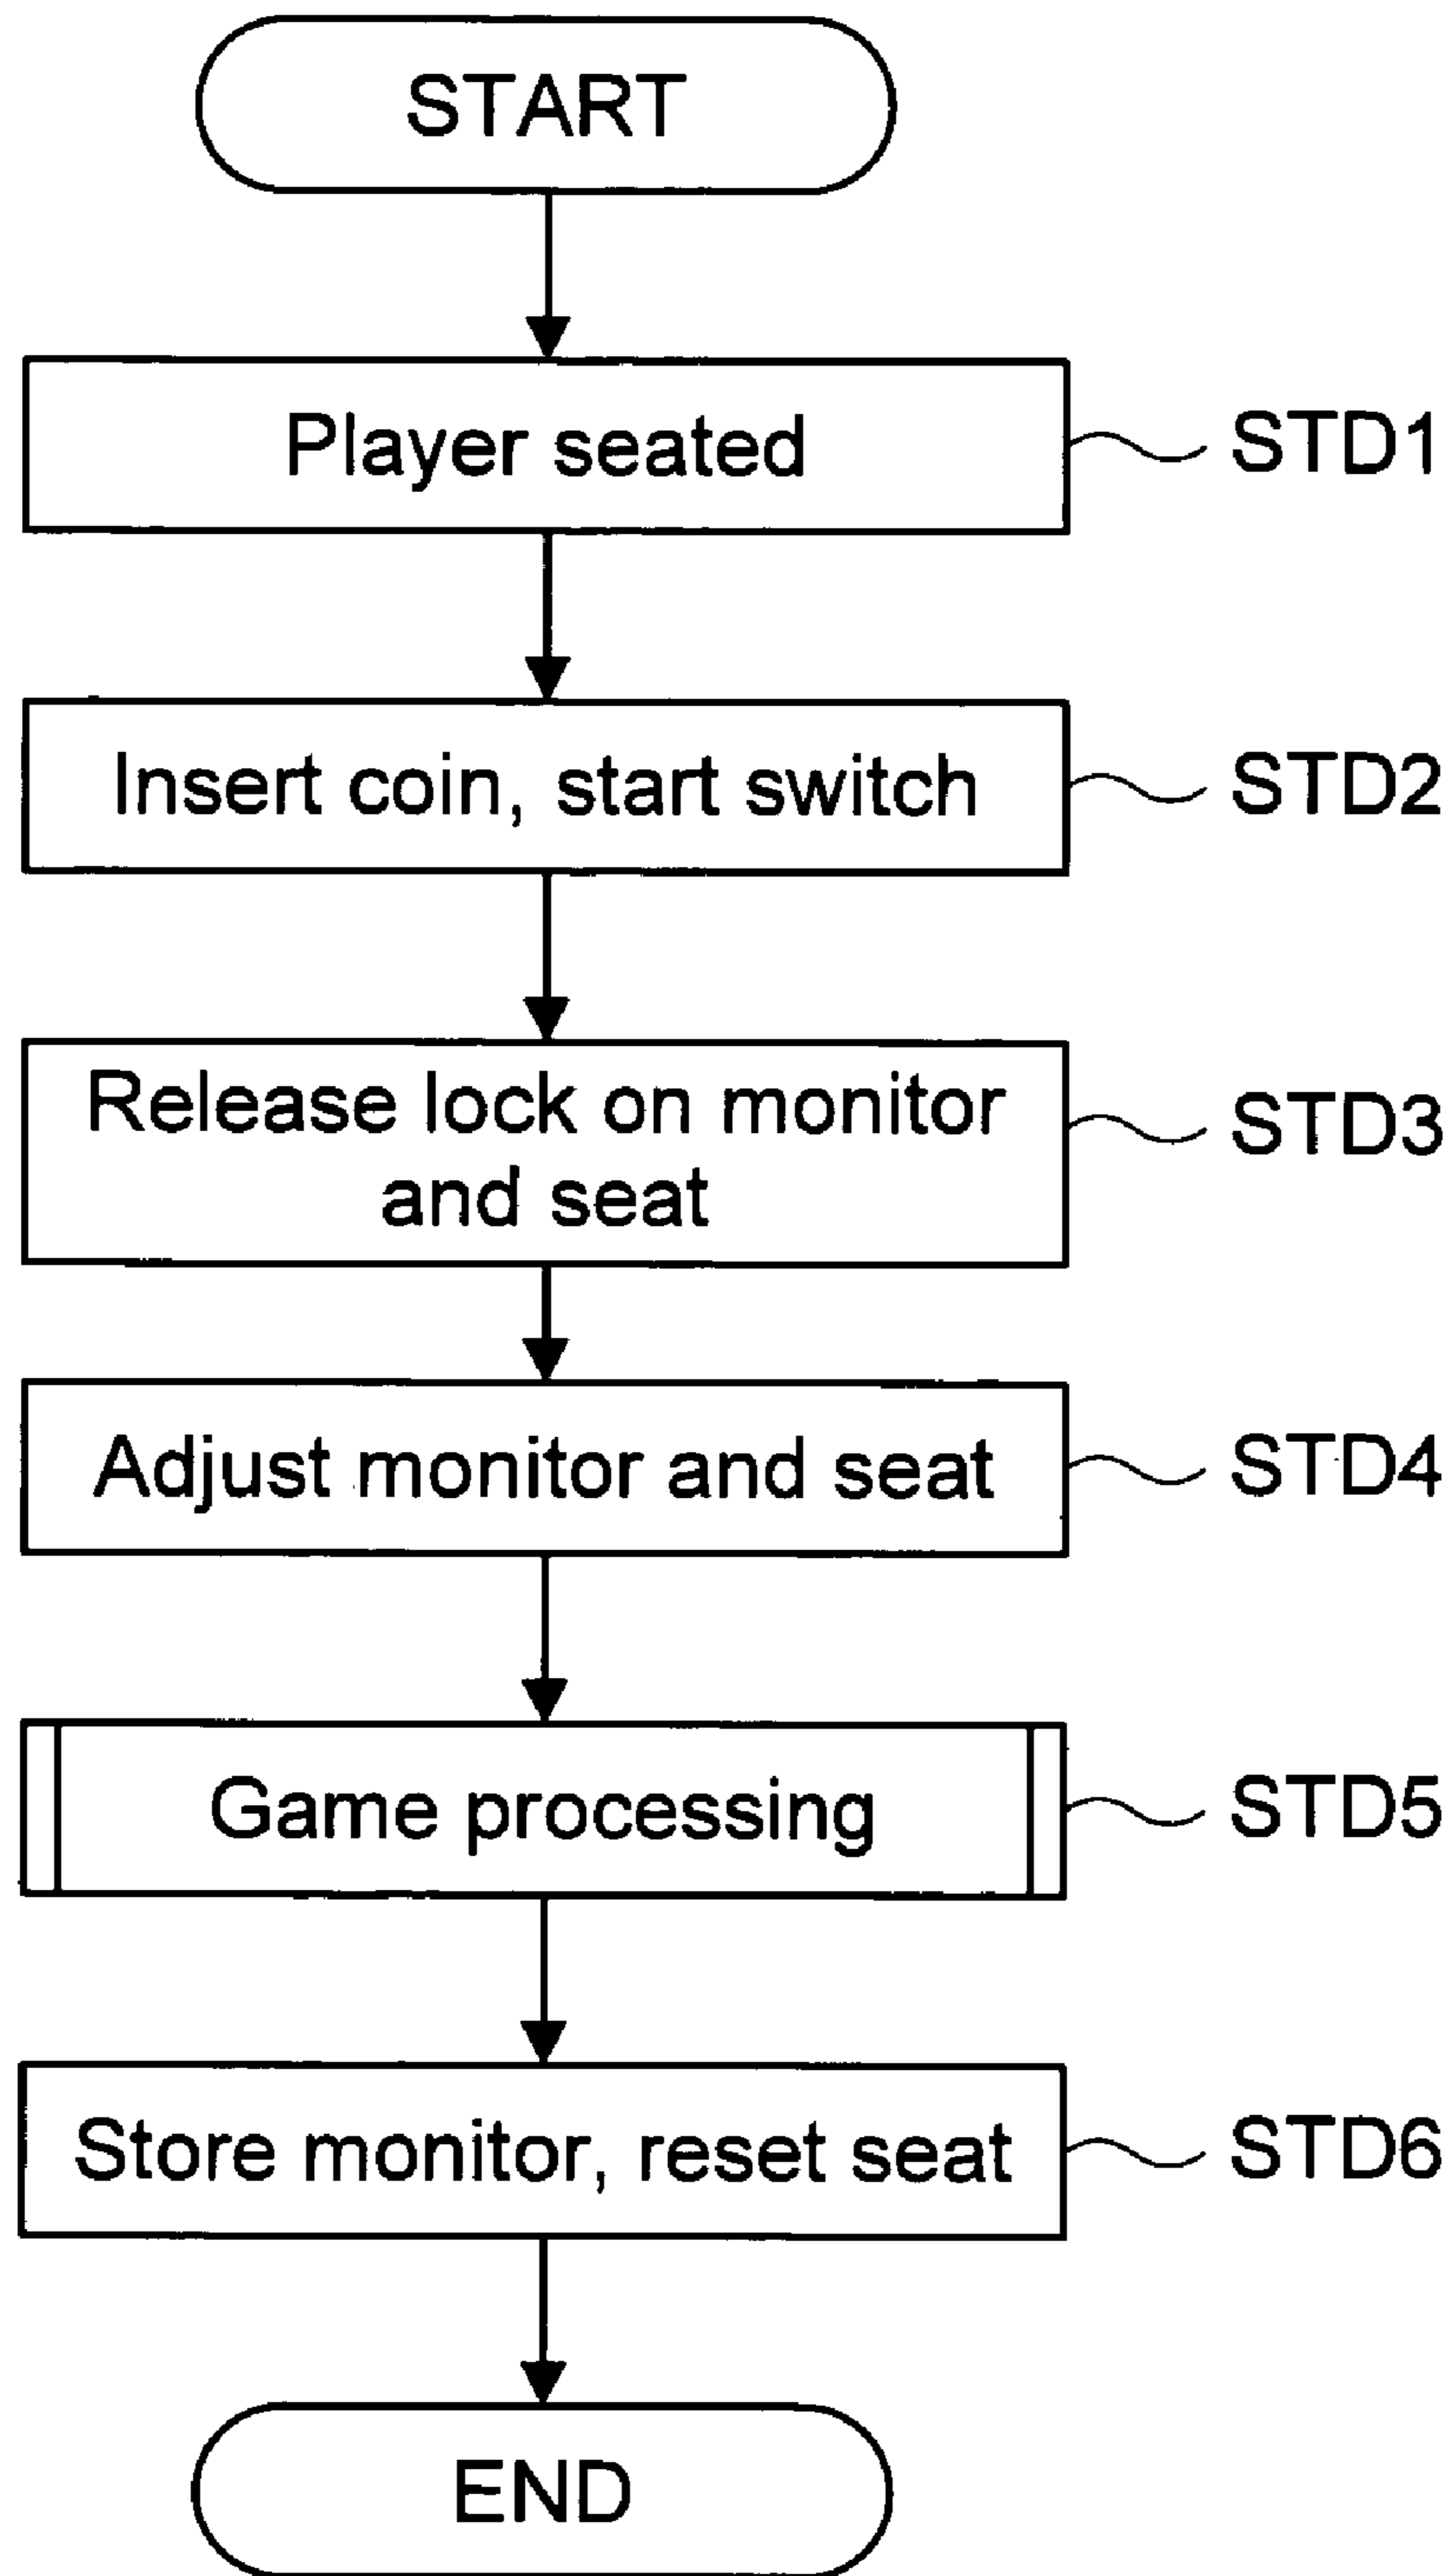 START
Player seated
STD1
Insert coin, start switch
STD2
Release lock on monitor
and seat
STD3
Adjust monitor and seat
STD4
Game processing
STD5
Store monitor, reset seat
STD6
END